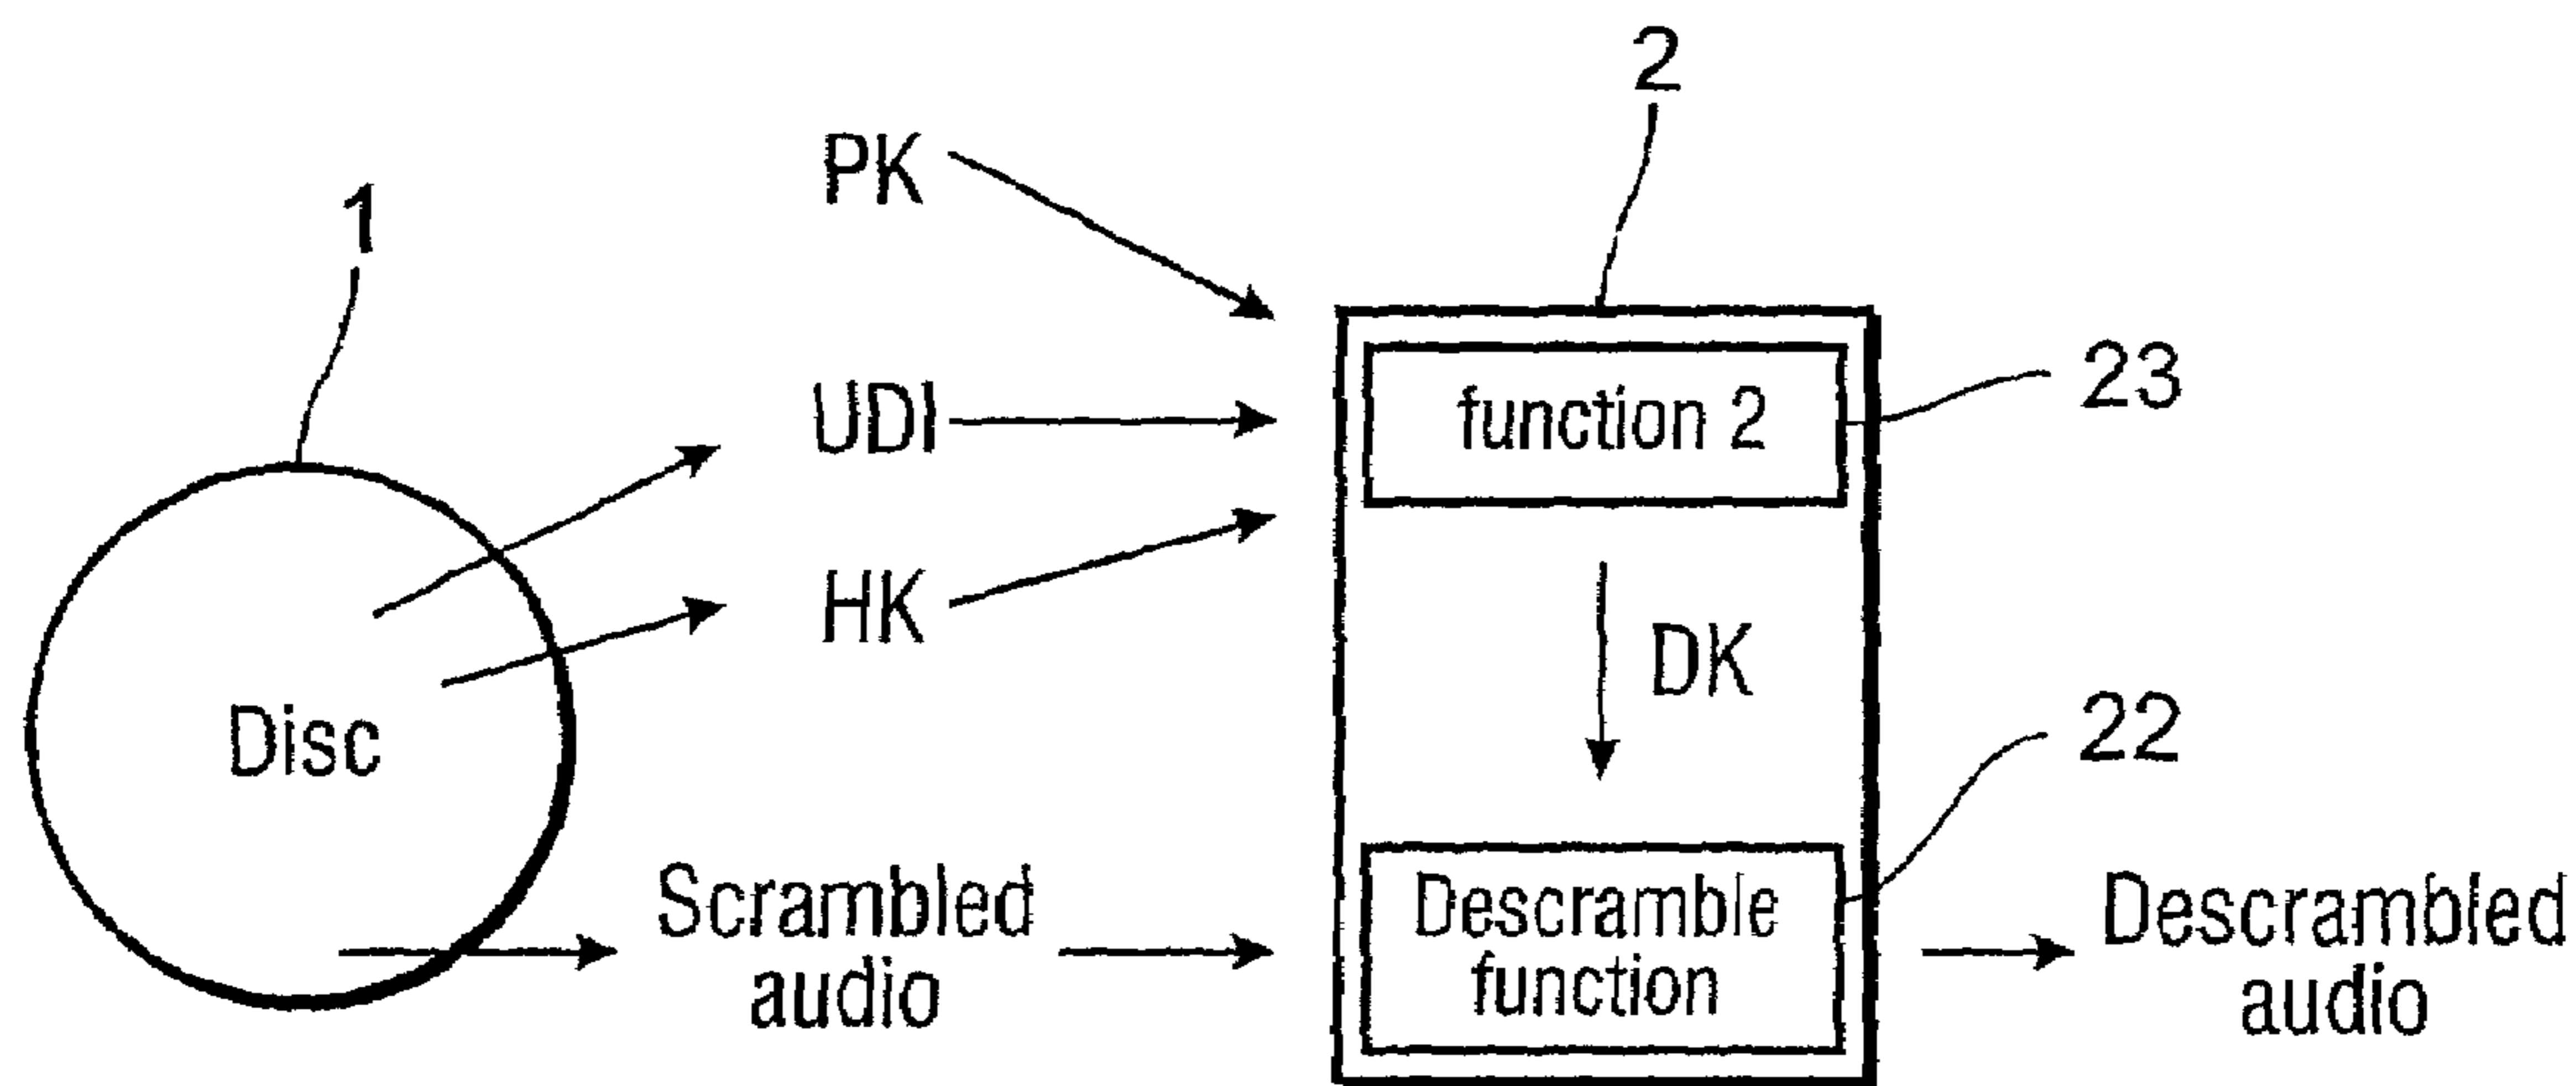 2
PK
1
UDI
function 2
23
HK
DK
Disc
22
Scrambled
audio
Descramble
function
Descrambled
audio